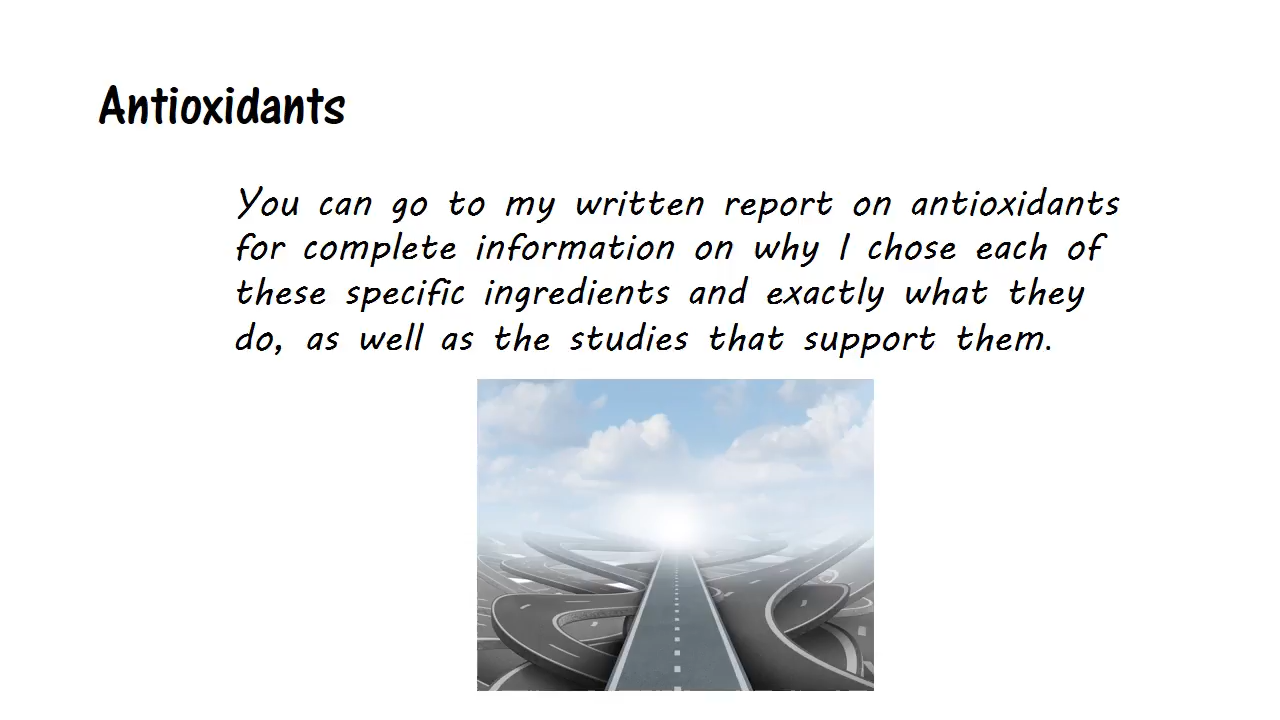 Antioxidants
You can go to my written report on antioxidants
for complete information on why I chose each of
these specific ingredients and exactly what they
do, as well as the studies that support them.